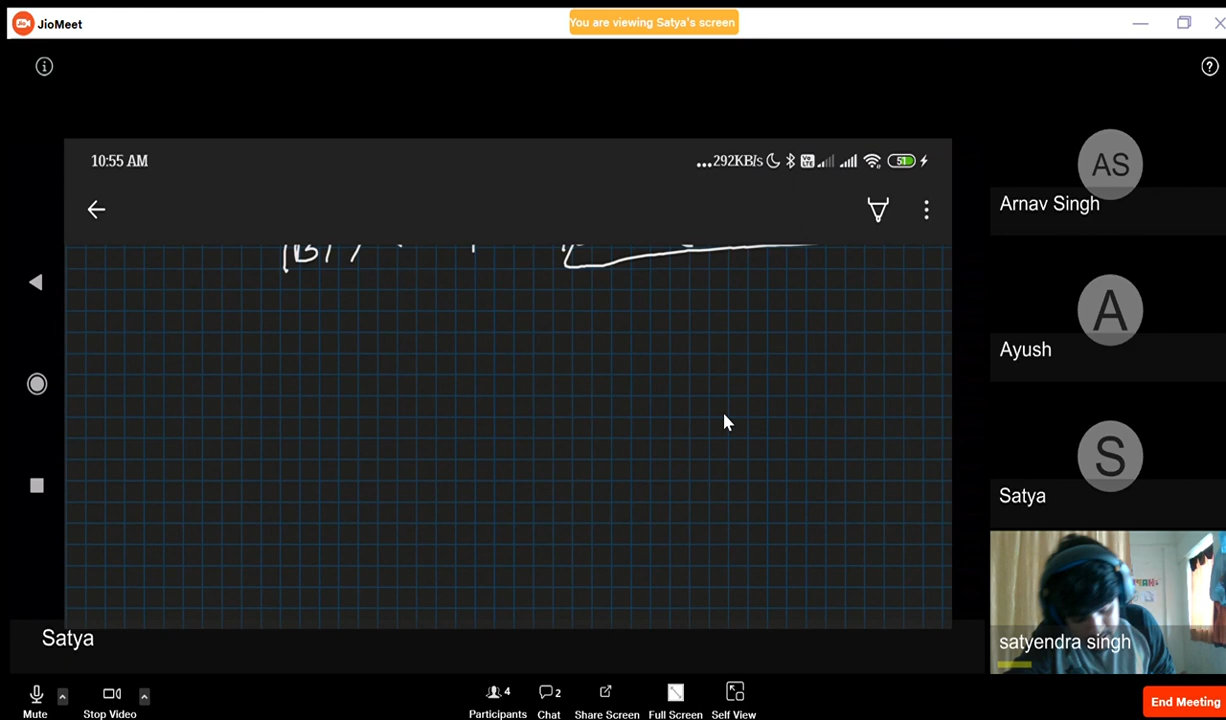 JioMeet
You are viewing Satya's screen
10:55 AM
...292KB/s
51
AS
Arnav Singh
A
Ayush
S
Satya
satyendra singh
Satya
Mute
Stop Video
4
Participants
2
Chat
Share Screen
Full Screen
Self View
End Meeting